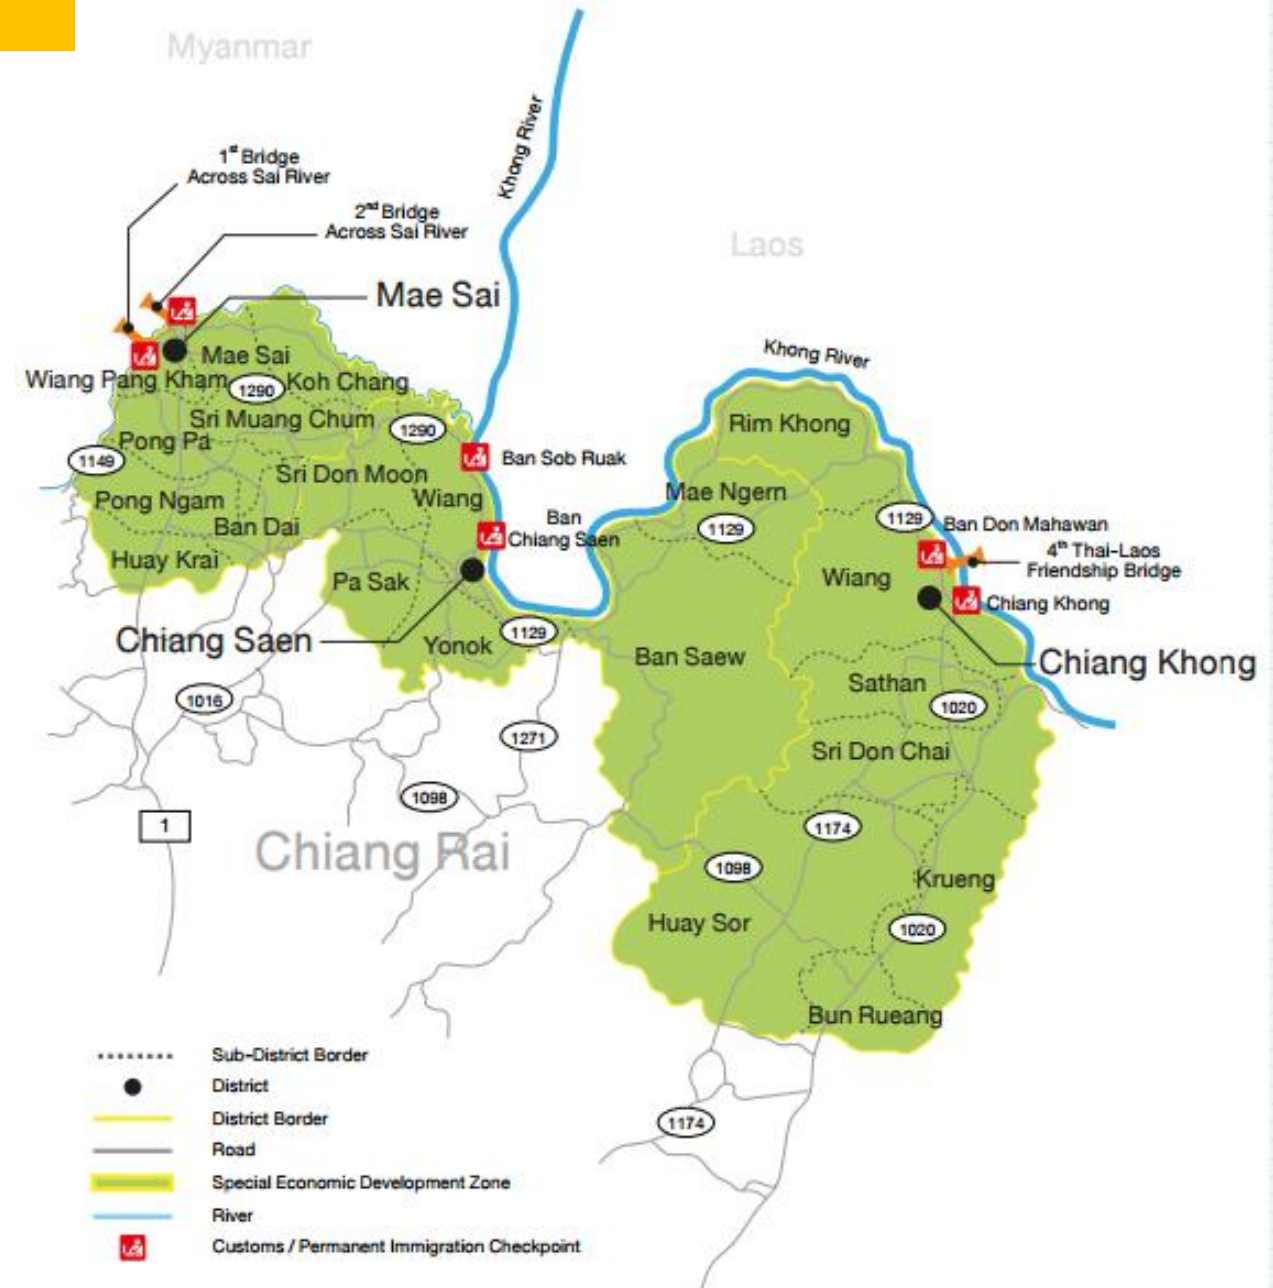 Myanmar
Khong River
1st Bridge
Across Sai River
2nd Bridge
Across Sai River
Laos
Mae Sai
Khong River
Mae Sai
Wiang Pang Kham
1290
Koh Chang
Sri Muang Chum
1290
Rim Khong
Pong Pa
1149
Ban Sob Ruak
Sri Don Moon
Wiang
Mae Ngern
Pong Ngam
Ban Dai
Ban
Chiang Saen
1129
1129
Ban Don Mahawan
4th Thai-Laos
Friendship Bridge
Huay Krai
Pa Sak
Wiang
Chiang Khong
Chiang Saen
Yonok
1129
Ban Saew
Chiang Khong
Sathan
1016
1020
1271
Sri Don Chai
1098
1
1174
Chiang Rai
1098
Krueng
Huay Sor
1020
Bun Rueang
1174
Sub-District Border
District
District Border
Road
Special Economic Development Zone
River
Customs / Permanent Immigration Checkpoint